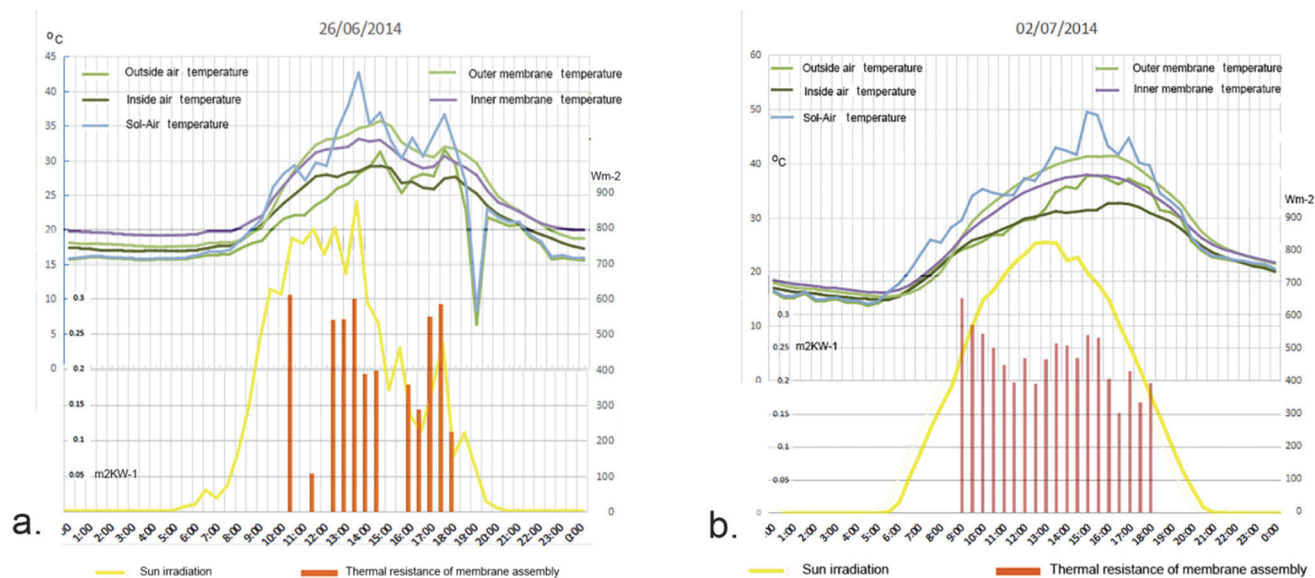 26/06/2014
°C
45
40
35
30
25
20
15
10
5
0
Outside air temperature
Outer membrane temperature
Inside air temperature
Inner membrane temperature
Sol-Air temperature
Wm-2
900
800
700
600
500
400
300
200
100
0
0.3
0.25
0.2
0.15
0.1
0.05
m2KW-1
a.
:00 1:00 2:00 3:00 4:00 5:00 6:00 7:00 8:00 9:00 10:00 11:00 12:00 13:00 14:00 15:00 16:00 17:00 18:00 19:00 20:00 21:00 22:00 23:00 0:00
Sun irradiation
Thermal resistance of membrane assembly
02/07/2014
60
50
40
30
20
10
0
Outside air temperature
Outer membrane temperature
Inside air temperature
Inner membrane temperature
Sol-Air temperature
°C
Wm-2
900
800
700
600
500
400
300
200
100
0
0.3
0.25
m2KW-1
0.2
0.15
0.1
0.05
0
b.
:00 1:00 2:00 3:00 4:00 5:00 6:00 7:00 8:00 9:00 10:00 11:00 12:00 13:00 14:00 15:00 16:00 17:00 18:00 19:00 20:00 21:00 22:00 23:00 0:00
Sun irradiation
Thermal resistance of membrane assembly